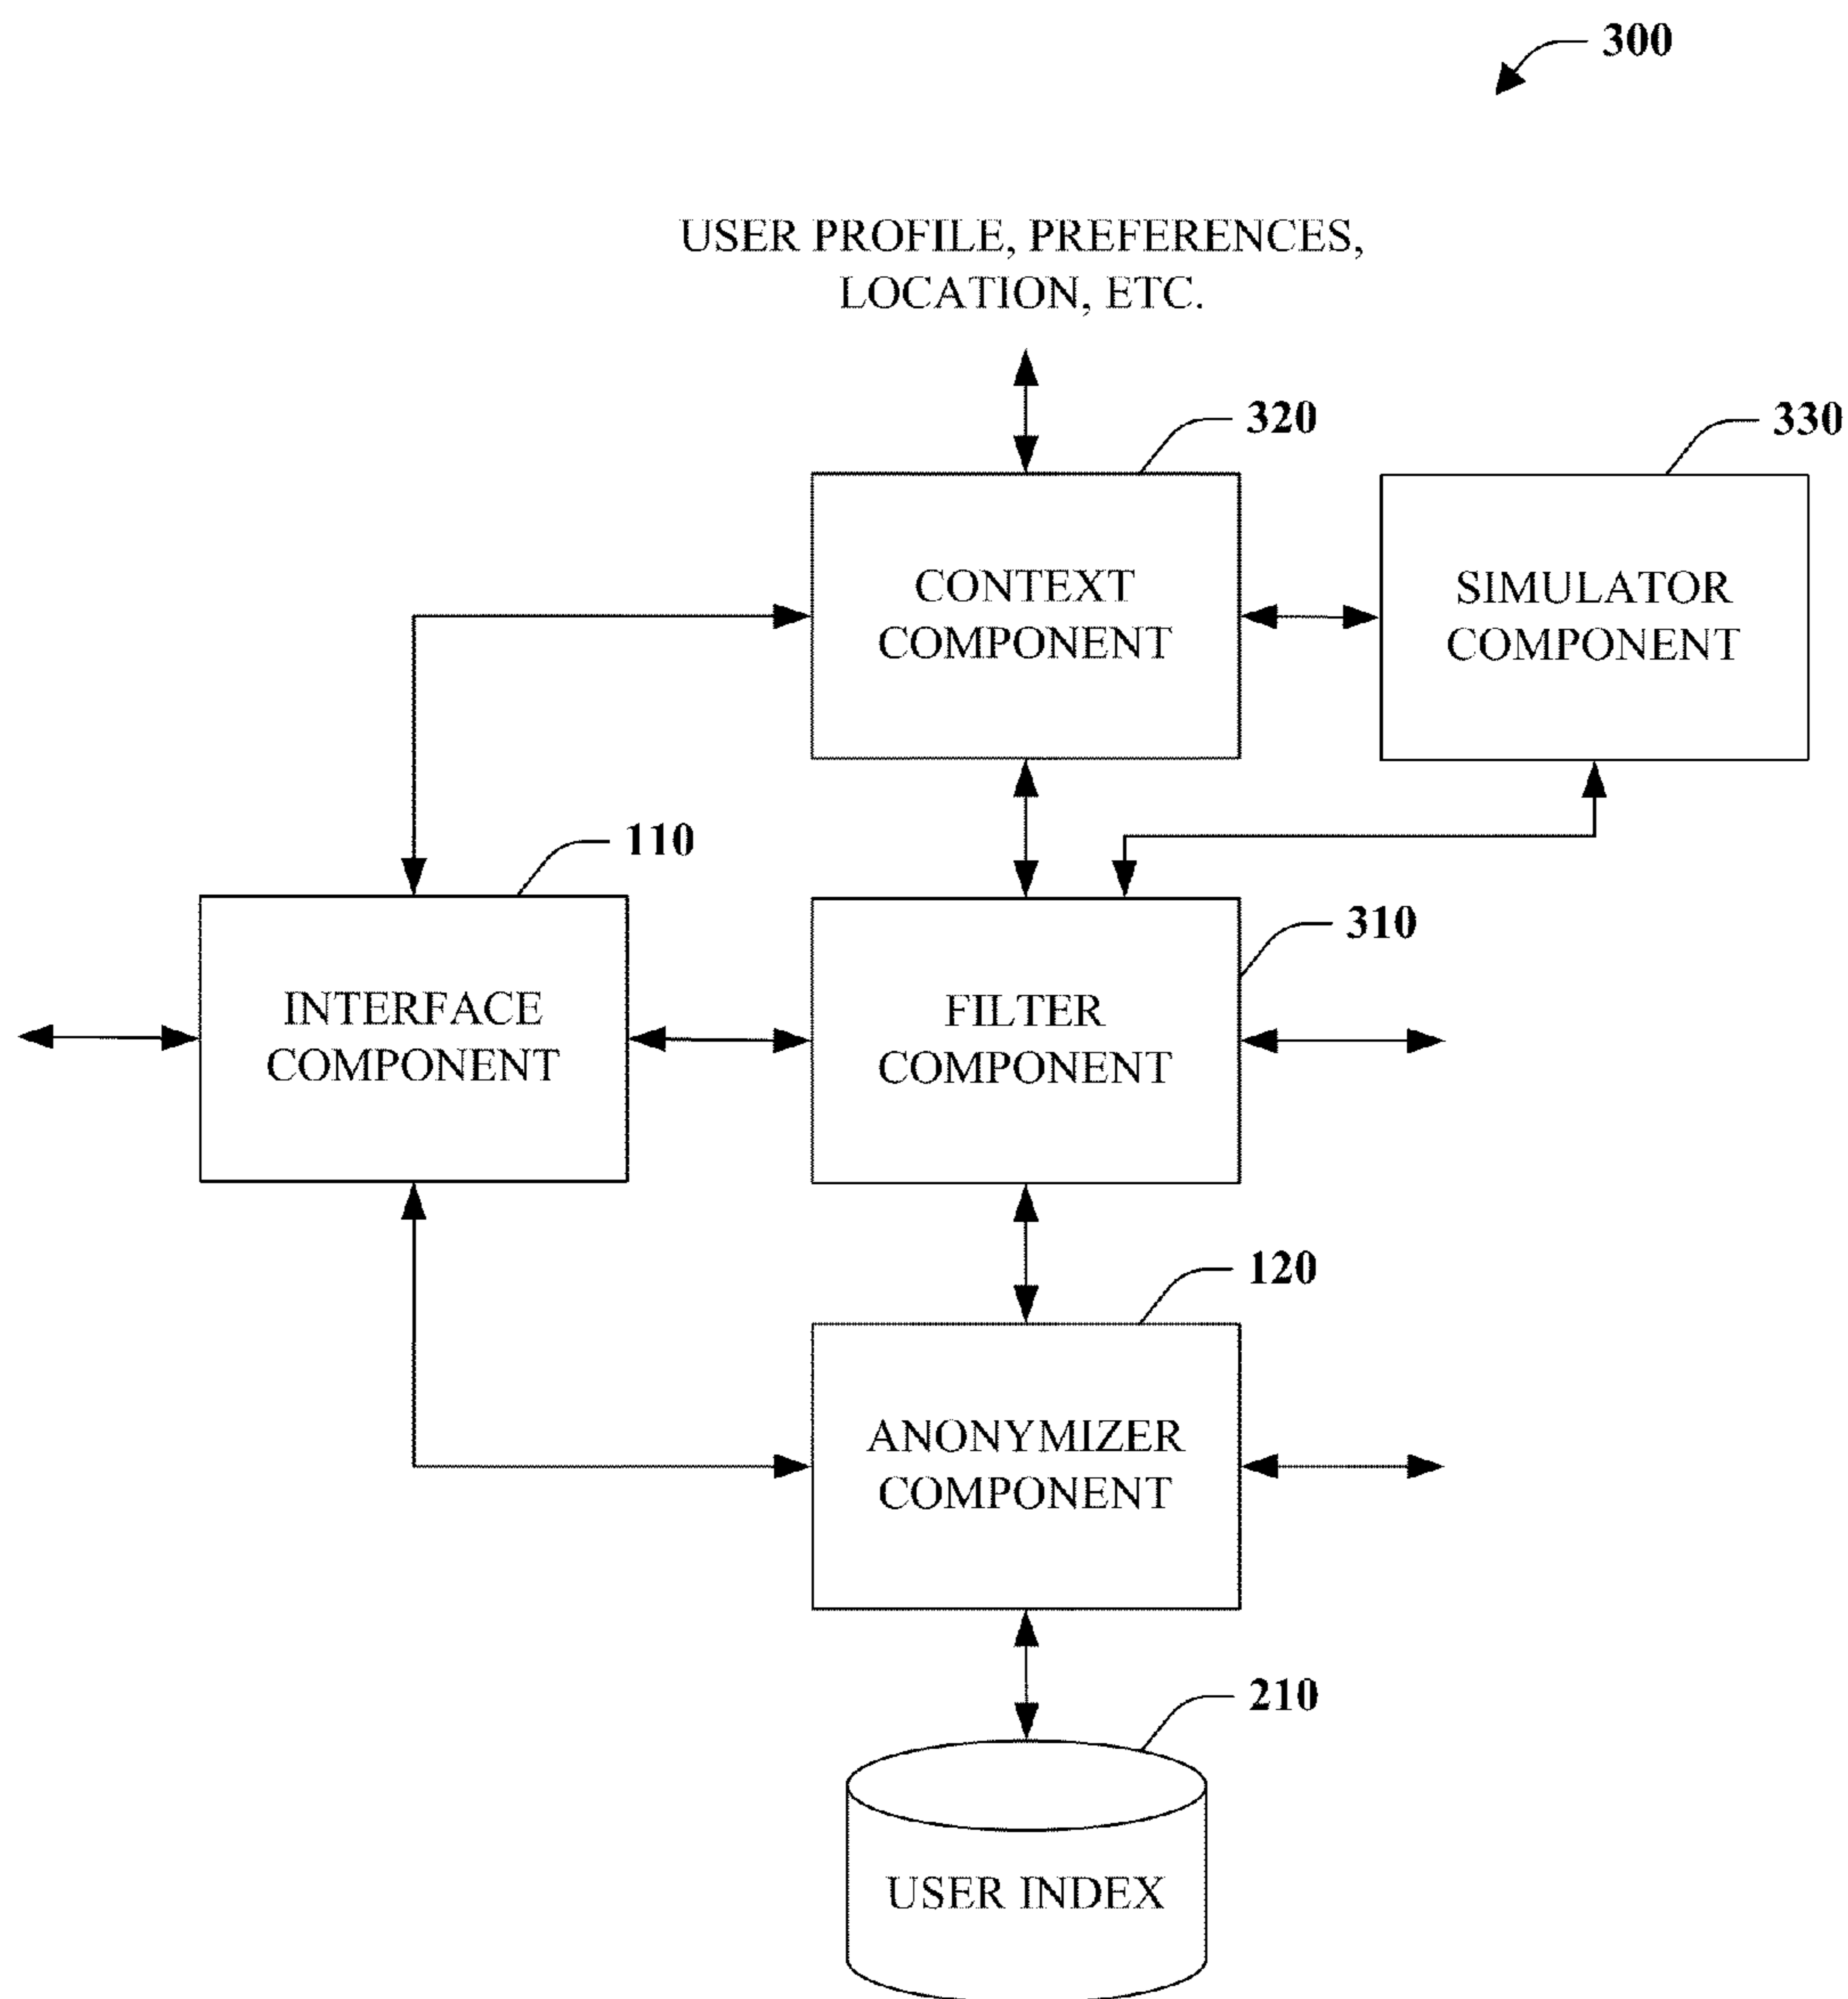 300
USER PROFILE, PREFERENCES,
LOCATION, ETC.
320
330
CONTEXT
COMPONENT
SIMULATOR
COMPONENT
110
310
INTERFACE
COMPONENT
FILTER
COMPONENT
120
ANONYMIZER
COMPONENT
210
USER INDEX